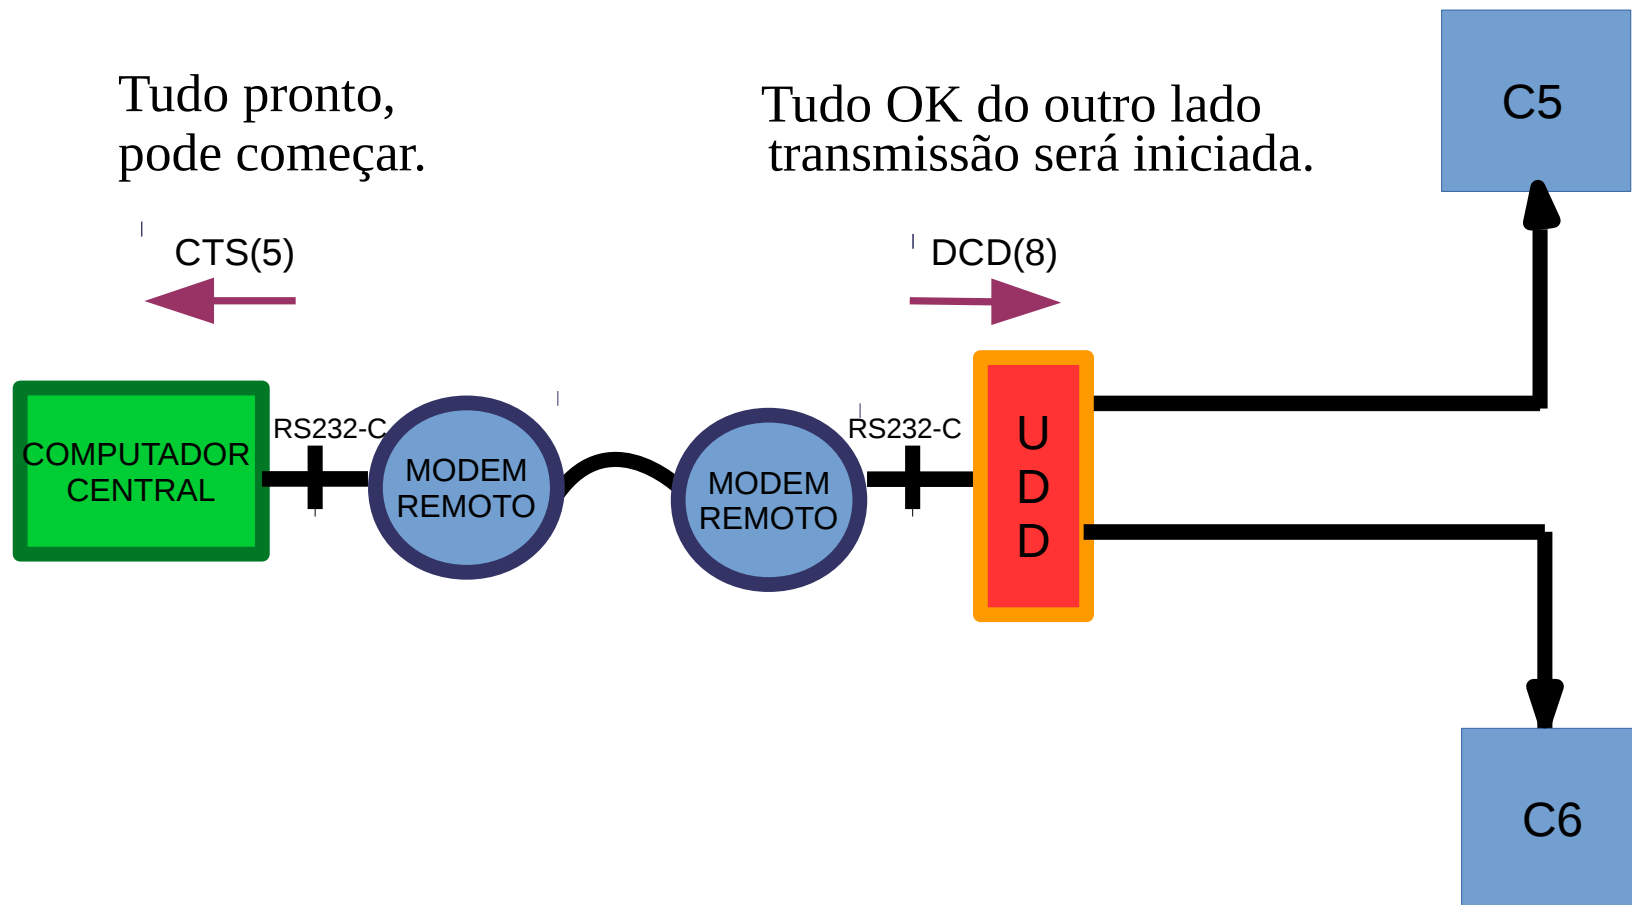 Tudo pronto,
pode começar.
Tudo OK do outro lado
transmissão será iniciada.
C5
CTS(5)
DCD(8)
COMPUTADOR
CENTRAL
RS232-C
MODEM
REMOTO
MODEM
REMOTO
RS232-C
U
D
D
C6